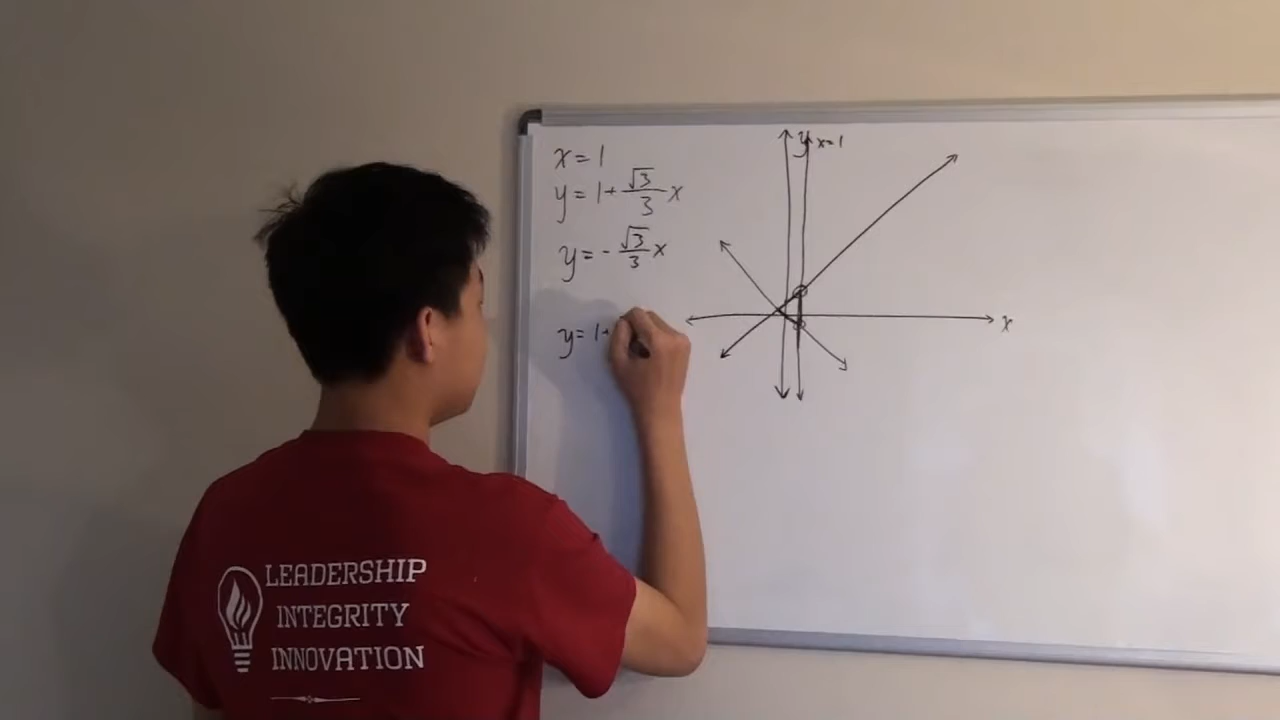 x=1
y=1+√3/3 x
y=-√3/3 x
y=1+
y
x=1
x
LEADERSHIP
INTEGRITY
INNOVATION